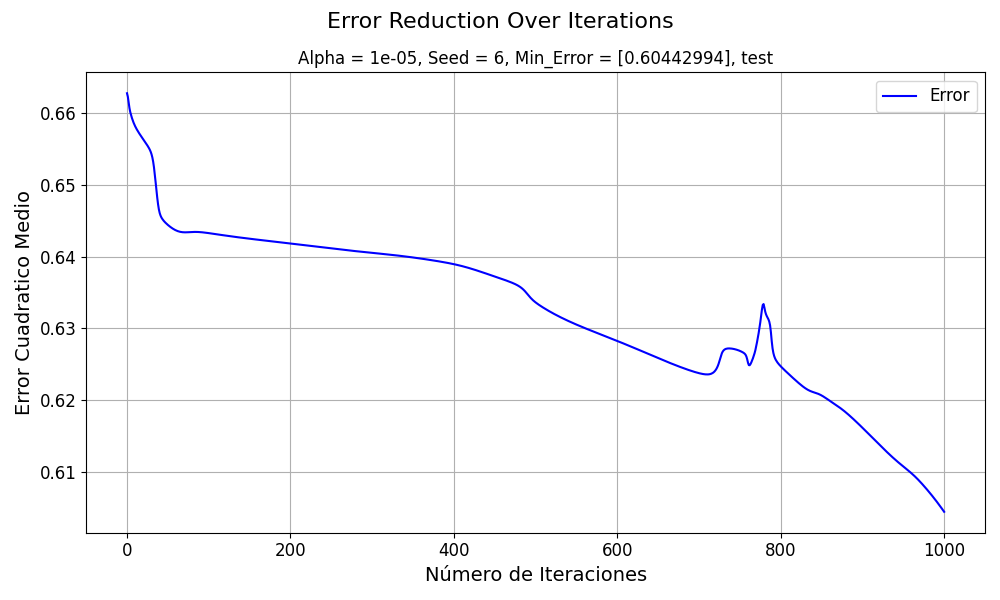 Error Reduction Over Iterations
Alpha = 1e-05, Seed = 6, Min_Error = [0.60442994], test
Error
0.66
0.65
0.64
0.63
0.62
0.61
Error Cuadratico Medio
0 200 400 600 800 1000
Número de Iteraciones